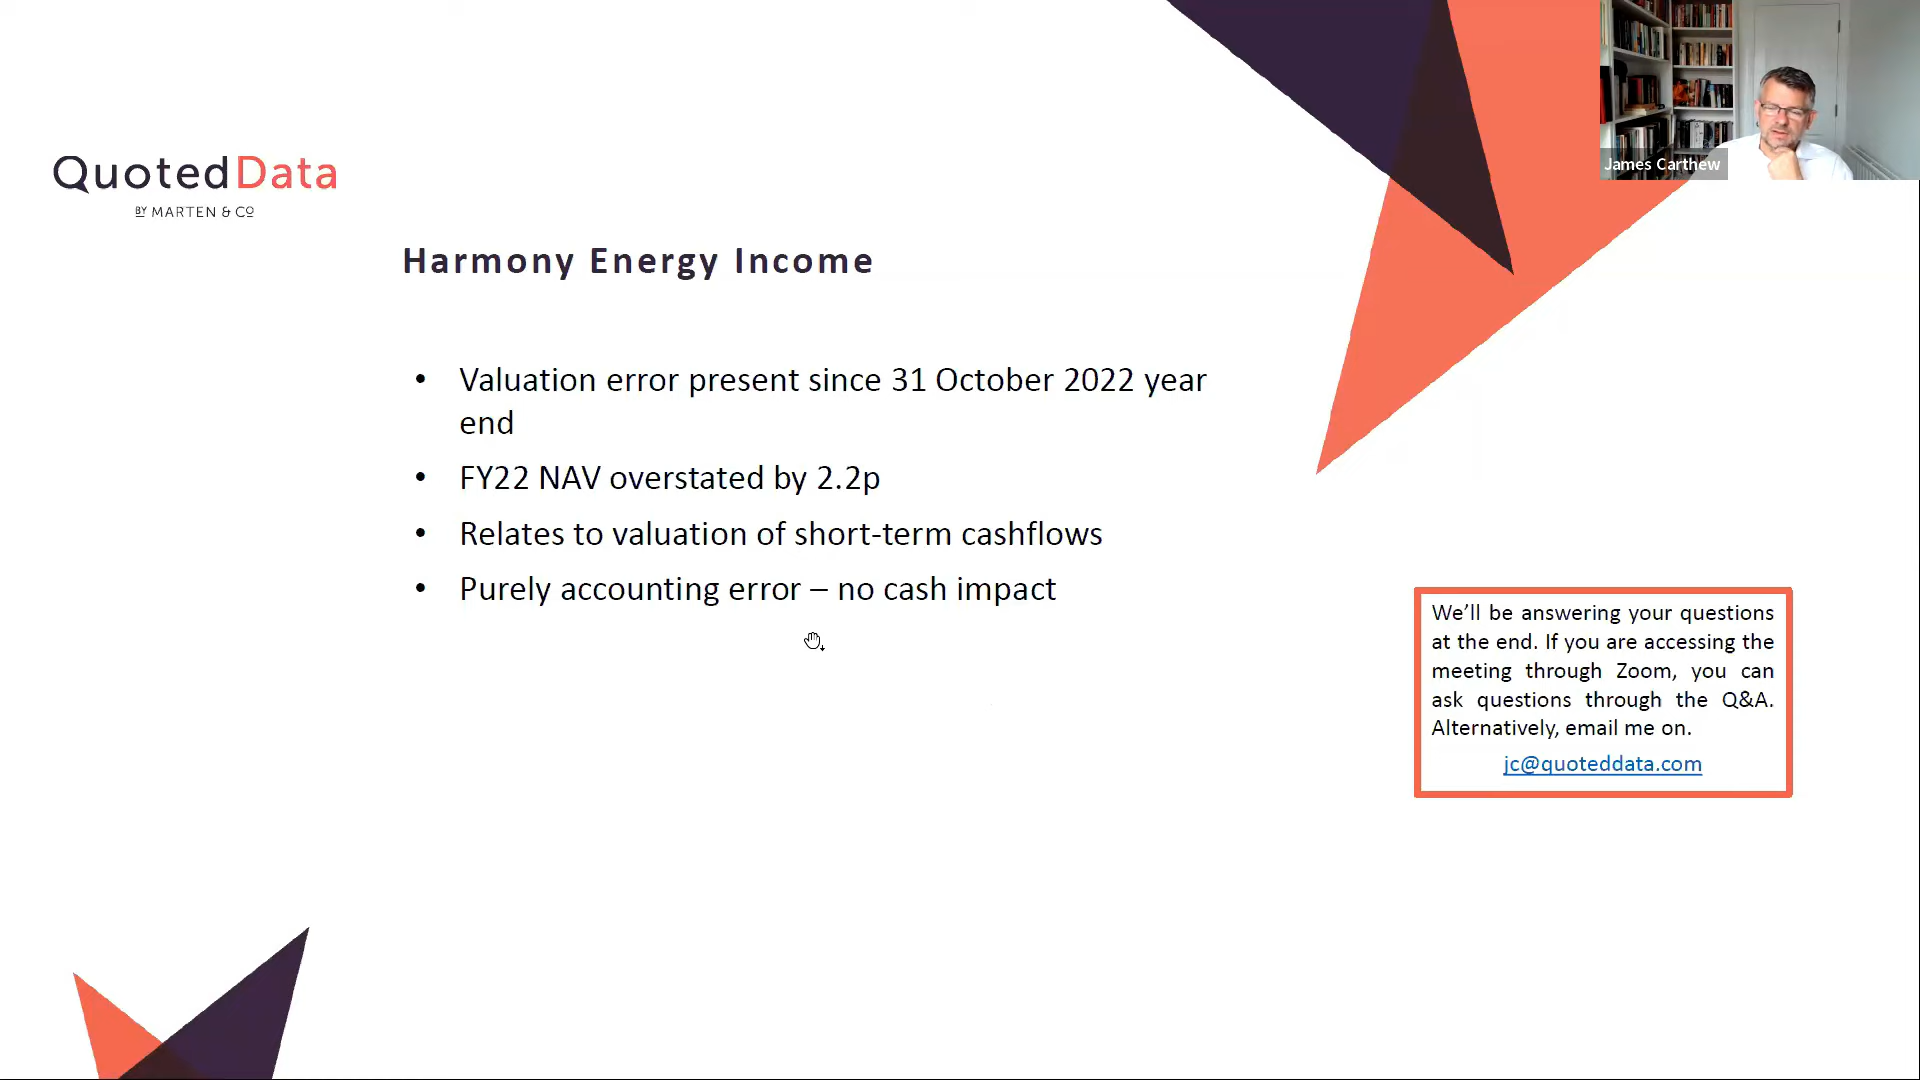 James Carthew
QuotedData
BY MARTEN & CO
Harmony Energy Income
• Valuation error present since 31 October 2022 year
end
• FY22 NAV overstated by 2.2p
• Relates to valuation of short-term cashflows
• Purely accounting error – no cash impact
We’ll be answering your questions
at the end. If you are accessing the
meeting through Zoom, you can
ask questions through the Q&A.
Alternatively, email me on.
jc@quoteddata.com